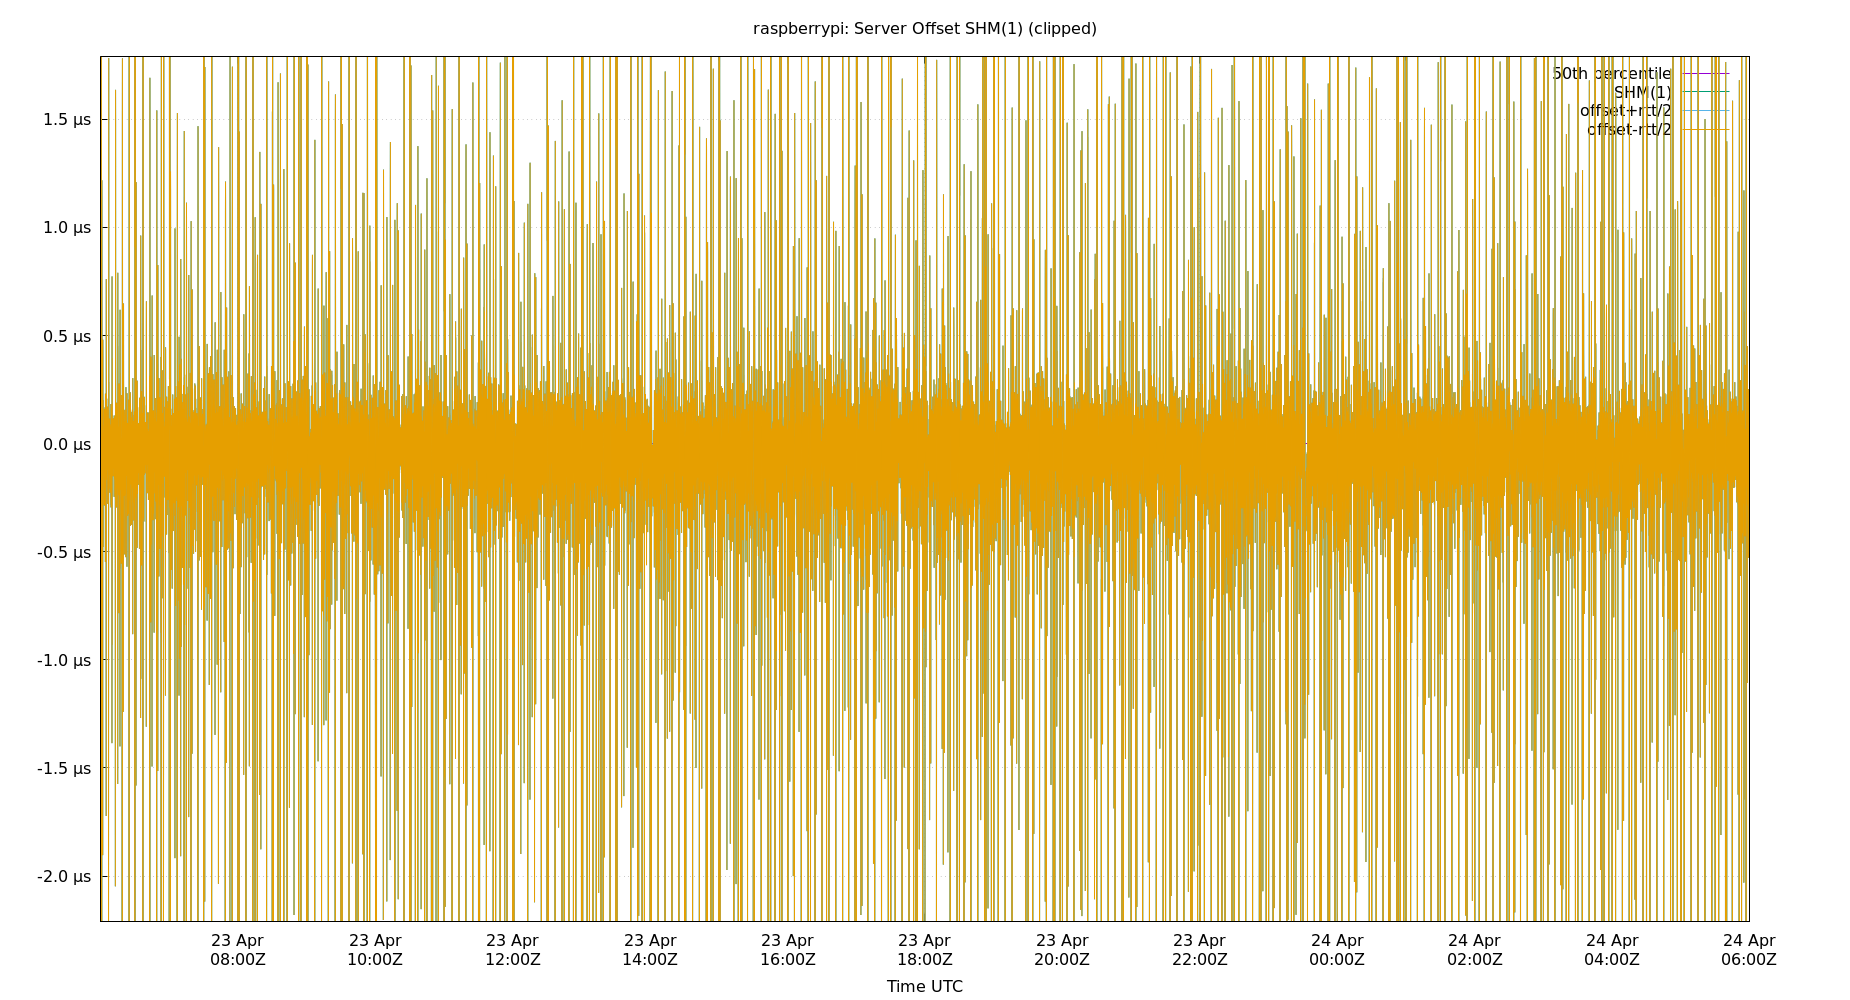 raspberrypi: Server Offset SHM(1) (clipped)
50th percentile
SHM(1)
offset+rtt/2
offset-rtt/2
1.5 µs
1.0 µs
0.5 µs
0.0 µs
-0.5 µs
-1.0 µs
-1.5 µs
-2.0 µs
23 Apr 23 Apr 23 Apr 23 Apr 23 Apr 23 Apr 23 Apr 23 Apr 24 Apr 24 Apr 24 Apr 24 Apr
08:00Z 10:00Z 12:00Z 14:00Z 16:00Z 18:00Z 20:00Z 22:00Z 00:00Z 02:00Z 04:00Z 06:00Z
Time UTC